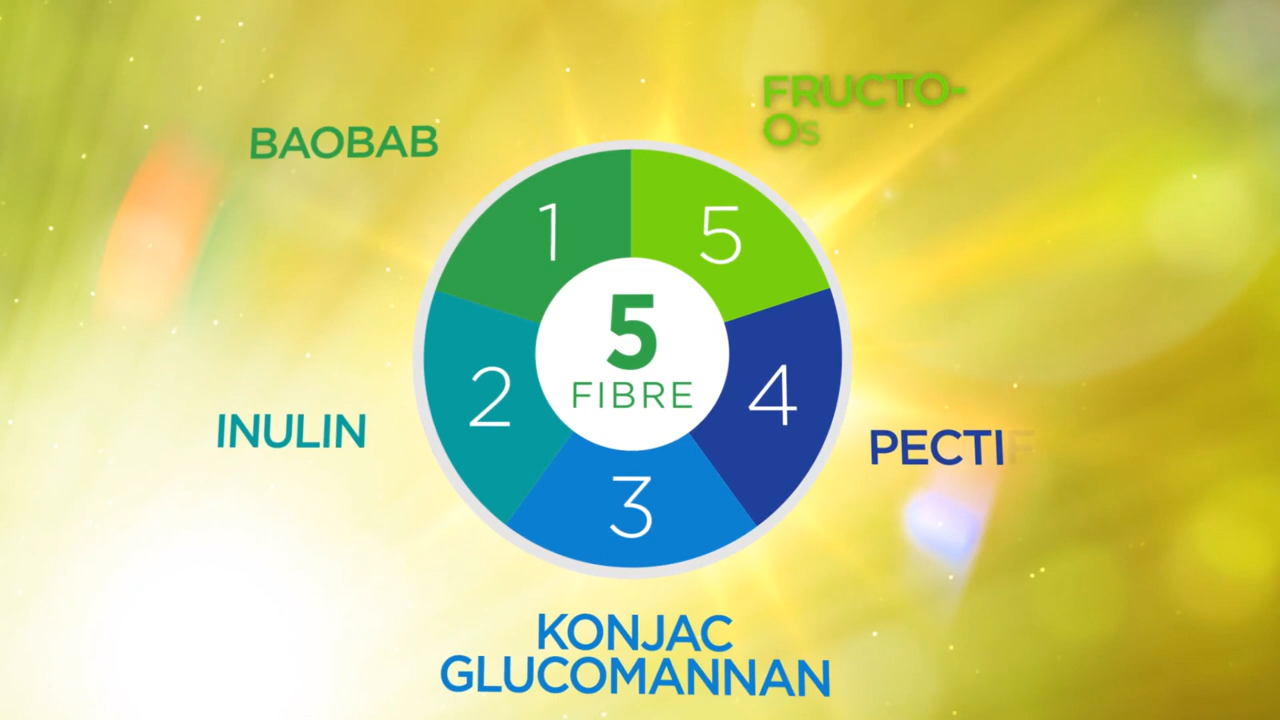 BAOBAB
FRUCTO-
Os
1
5
5
FIBRE
2
4
INULIN
PECTI
3
KONJAC
GLUCOMANNAN